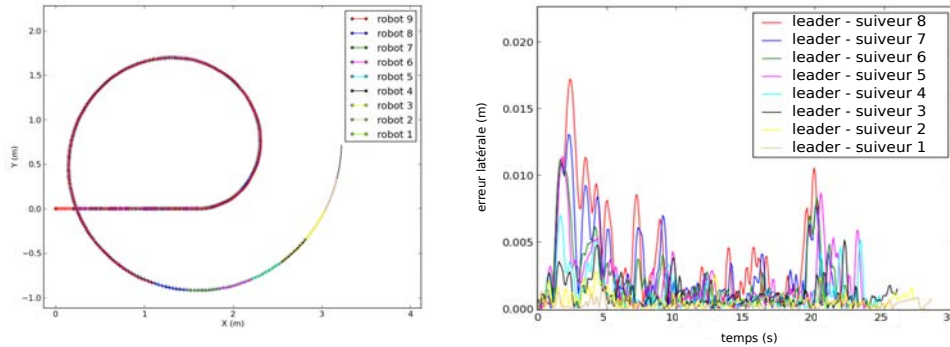 2.0
1.5
1.0
0.5
0.0
−0.5
−1.0
Y (m)
0
1
2
3
4
X (m)
robot 9
robot 8
robot 7
robot 6
robot 5
robot 4
robot 3
robot 2
robot 1
0.020
0.015
0.010
0.005
0.000
erreur latérale (m)
0
5
10
15
20
25
3
temps (s)
leader - suiveur 8
leader - suiveur 7
leader - suiveur 6
leader - suiveur 5
leader - suiveur 4
leader - suiveur 3
leader - suiveur 2
leader - suiveur 1